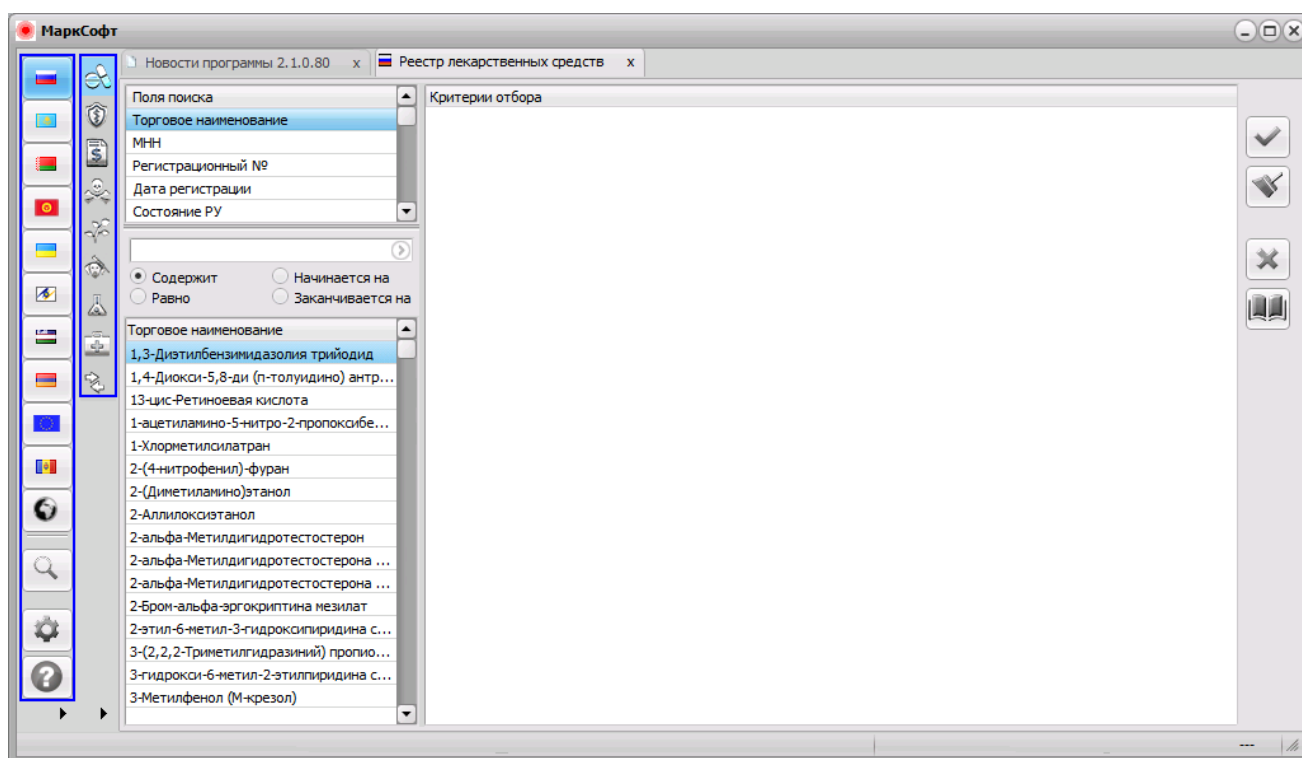 МаркСофт
Новости программы 2.1.0.80 x
Реестр лекарственных средств x
Поля поиска
Торговое наименование
МНН
Регистрационный №
Дата регистрации
Состояние РУ
Содержит
Начинается на
Равно
Заканчивается на
Торговое наименование
1,3-Диэтилбензимидазолия трийодид
1,4-Диокси-5,8-ди (п-толуидино) антр...
13-цис-Ретиноевая кислота
1-ацетиламино-5-нитро-2-пропоксибе...
1-Хлорметилсилатран
2-(4-нитрофенил)-фуран
2-(Диметиламино)этанол
2-Аллилоксиэтанол
2-альфа-Метилдигидротестостерон
2-альфа-Метилдигидротестостерона ...
2-альфа-Метилдигидротестостерона ...
2-Бром-альфа-эргокриптина мезилат
2-этил-6-метил-3-гидроксипиридина с...
3-(2,2,2-Триметилгидразиний) пропио...
3-гидрокси-6-метил-2-этилпиридина с...
3-Метилфенол (М-крезол)
Критерии отбора
---